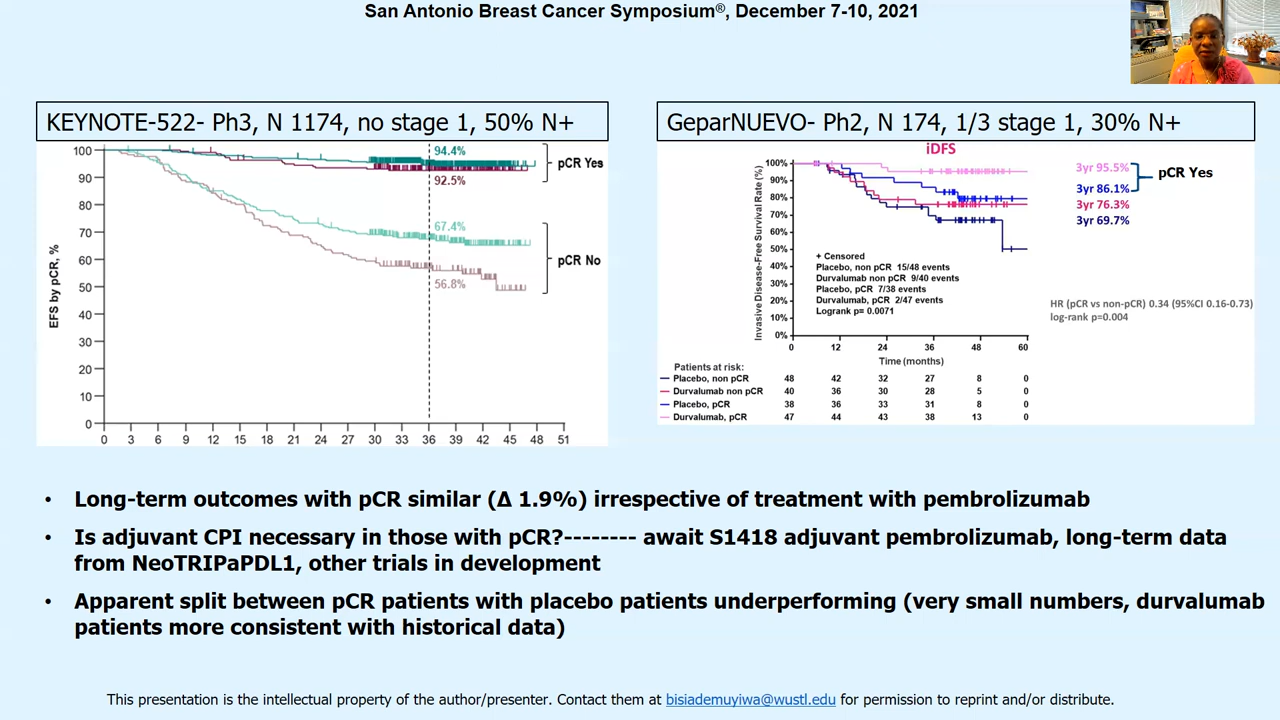 San Antonio Breast Cancer Symposium®, December 7-10, 2021
KEYNOTE-522- Ph3, N 1174, no stage 1, 50% N+
EFS by pCR, %
100
90
80
70
60
50
40
30
20
10
0
94.4%
92.5%
67.4%
56.8%
pCR Yes
pCR No
0 3 6 9 12 15 18 21 24 27 30 33 36 39 42 45 48 51
GeparNUEVO- Ph2, N 174, 1/3 stage 1, 30% N+
iDFS
Invasive Disease-Free Survival Rate (%)
100%
90%
80%
70%
60%
50%
40%
30%
20%
10%
0%
3yr 95.5%
3yr 86.1%
3yr 76.3%
3yr 69.7%
pCR Yes
+ Censored
Placebo, non pCR 15/48 events
Durvalumab non pCR 9/40 events
Placebo, pCR 7/38 events
Durvalumab, pCR 2/47 events
Logrank p= 0.0071
HR (pCR vs non-pCR) 0.34 (95%CI 0.16-0.73)
log-rank p=0.004
0 12 24 36 48 60
Time (months)
Patients at risk:
Placebo, non pCR 48 42 32 27 8 0
Durvalumab non pCR 40 36 30 28 5 0
Placebo, pCR 38 36 33 31 8 0
Durvalumab, pCR 47 44 43 38 13 0
• Long-term outcomes with pCR similar (Δ 1.9%) irrespective of treatment with pembrolizumab
• Is adjuvant CPI necessary in those with pCR?-------- await S1418 adjuvant pembrolizumab, long-term data
from NeoTRIPaPDL1, other trials in development
• Apparent split between pCR patients with placebo patients underperforming (very small numbers, durvalumab
patients more consistent with historical data)
This presentation is the intellectual property of the author/presenter. Contact them at bisiademuyiwa@wustl.edu for permission to reprint and/or distribute.